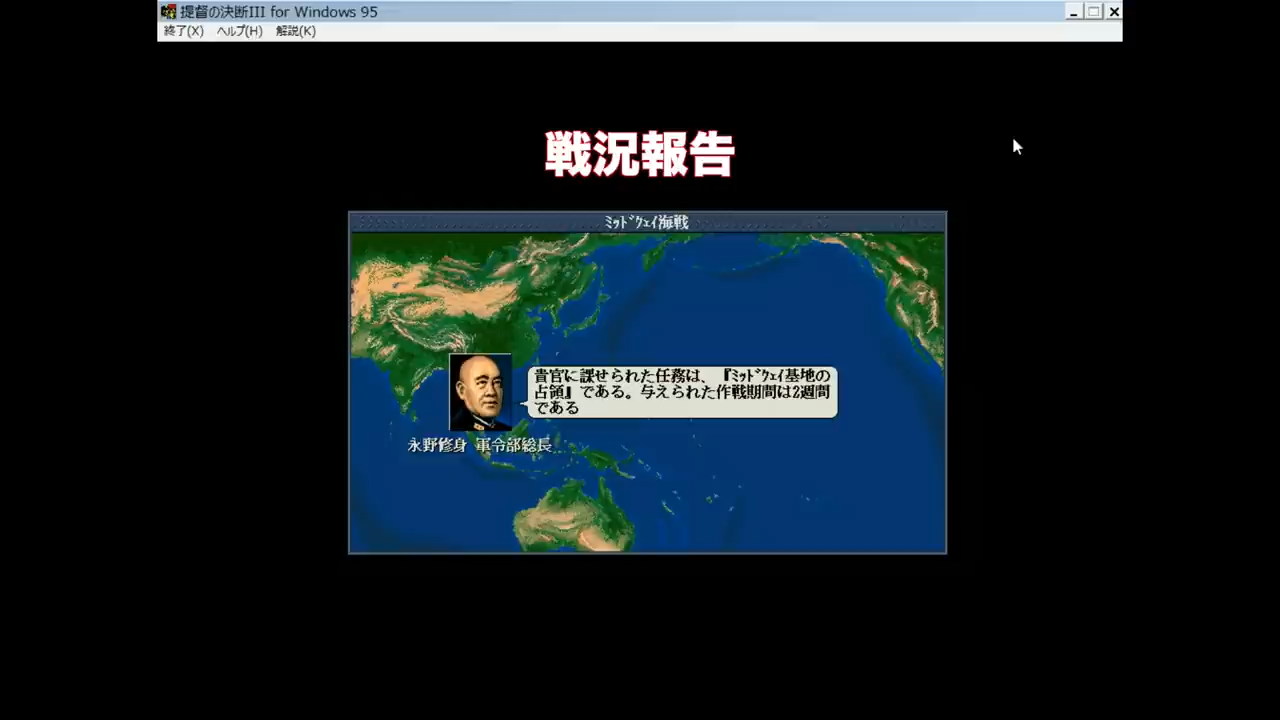 提督の決断III for Windows 95
終了(X) ヘルプ(H) 解説(K)
戦況報告
ﾐｯﾄﾞｳｪｲ海戦
貴官に課せられた任務は、『ﾐｯﾄﾞｳｪｲ基地の
占領』である。与えられた作戦期間は2週間
である
永野修身 軍令部総長